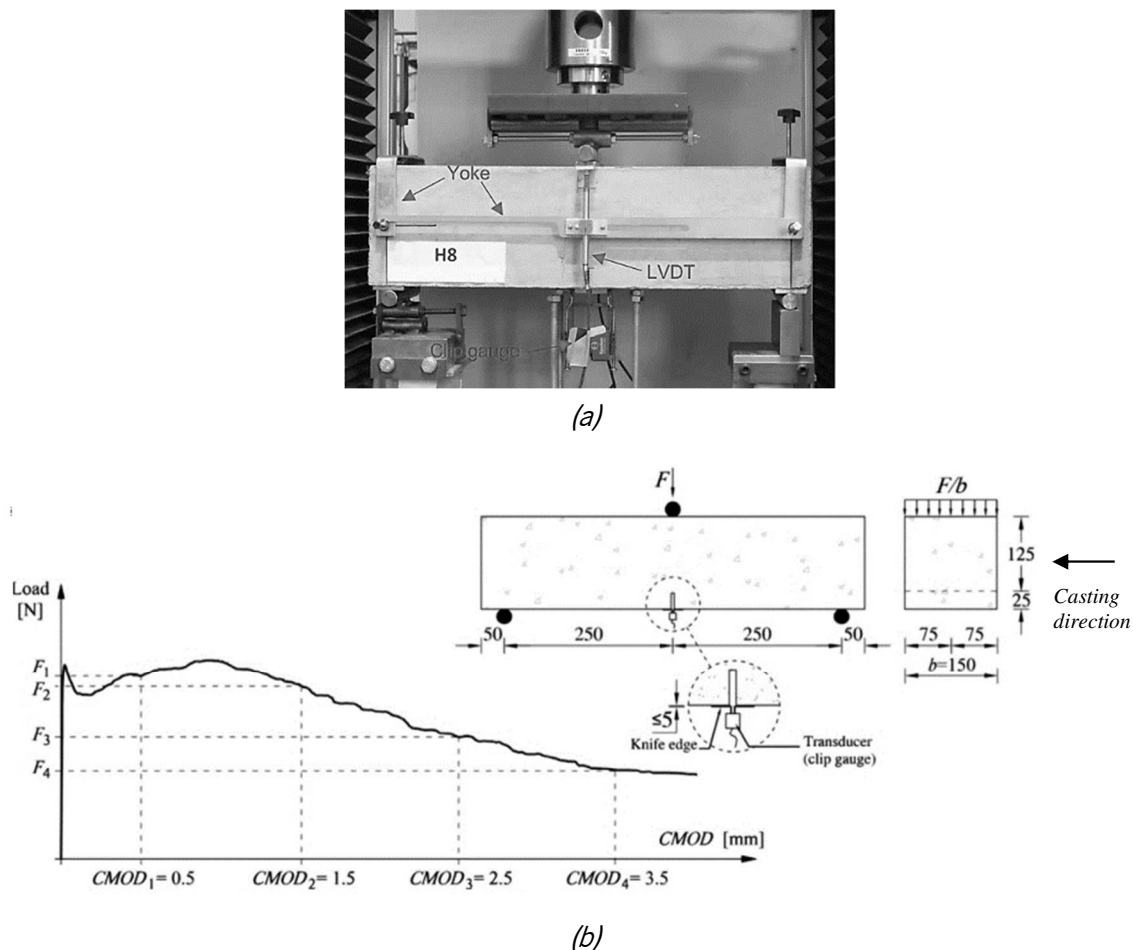 Yoke
H8
LVDT
Clip gauge
(a)
F
F/b
125
25
Casting
direction
50
250
250
50
75
75
b=150
≤5
Knife edge
Transducer
(clip gauge)
Load
[N]
F1
F2
F3
F4
CMOD [mm]
CMOD1= 0.5
CMOD2= 1.5
CMOD3= 2.5
CMOD4= 3.5
(b)